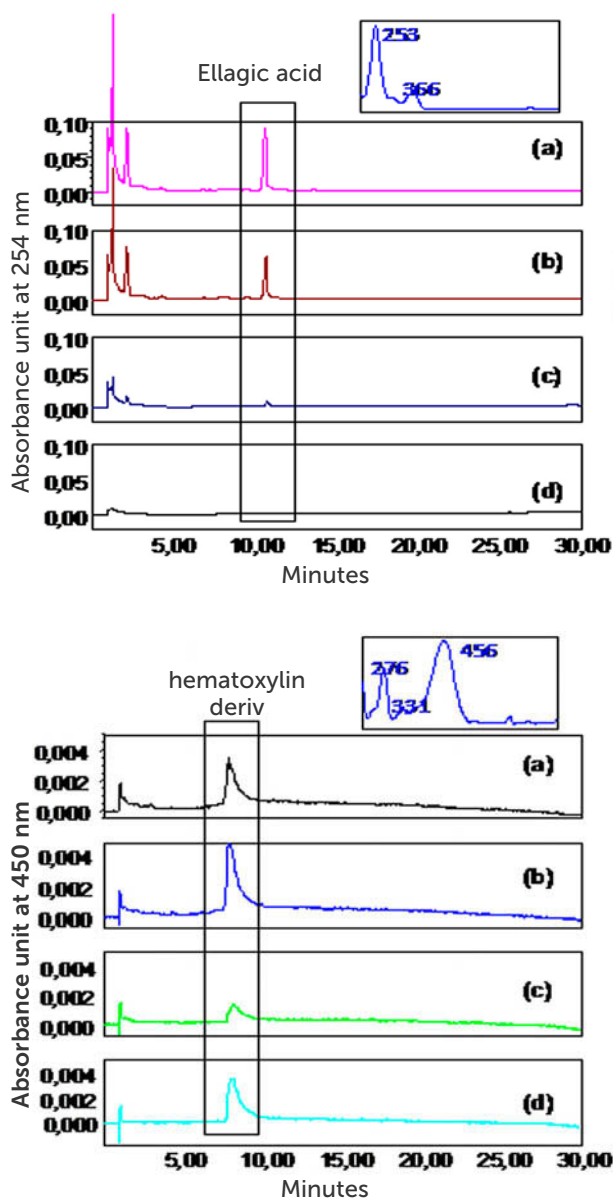 253
366
Ellagic acid
0,10
0,05
0,00
(a)
0,10
0,05
0,00
(b)
0,10
0,05
0,00
(c)
0,10
0,05
0,00
(d)
Absorbance unit at 254 nm
5,00 10,00 15,00 20,00 25,00 30,00
Minutes
276
331
456
hematoxylin
deriv
0,004
0,002
0,000
(a)
0,004
0,002
0,000
(b)
0,004
0,002
0,000
(c)
0,004
0,002
0,000
(d)
Absorbance unit at 450 nm
5,00 10,00 15,00 20,00 25,00 30,00
Minutes